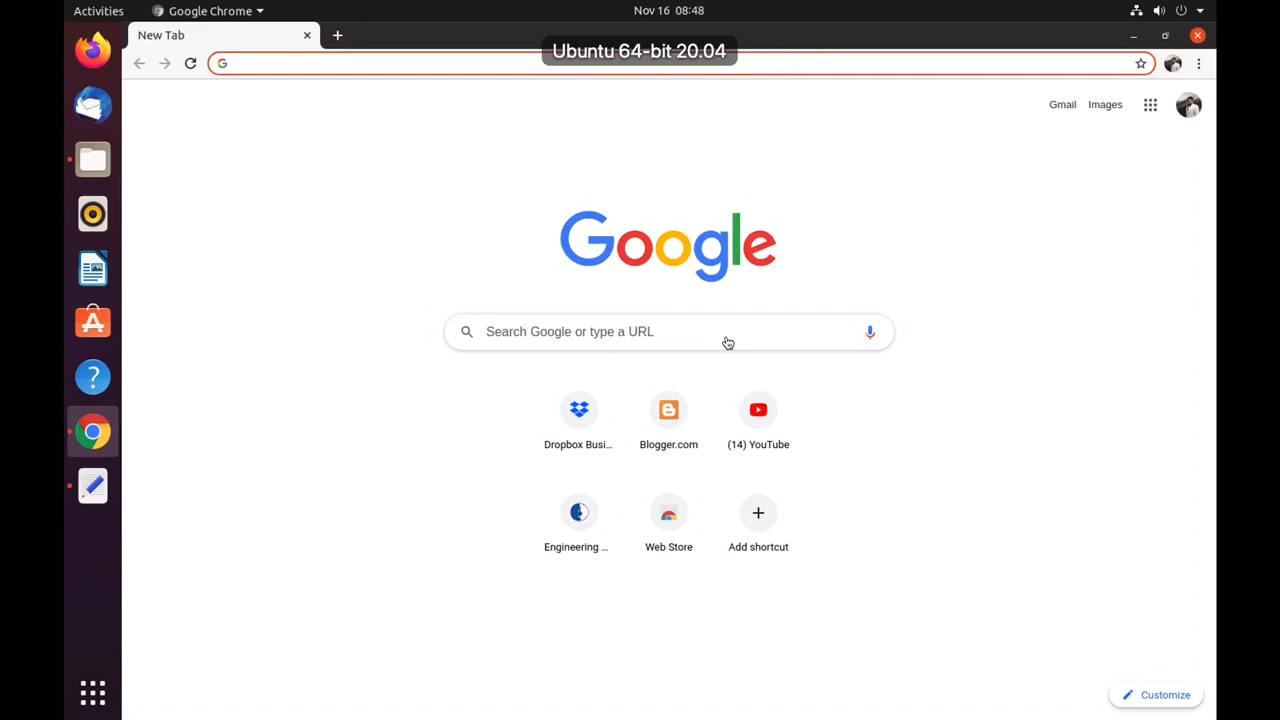 Activities
Google Chrome
Nov 16 08:48
New Tab
Ubuntu 64-bit 20.04
Gmail
Images
Google
Search Google or type a URL
Dropbox Busi...
Blogger.com
(14) YouTube
Engineering ...
Web Store
Add shortcut
Customize